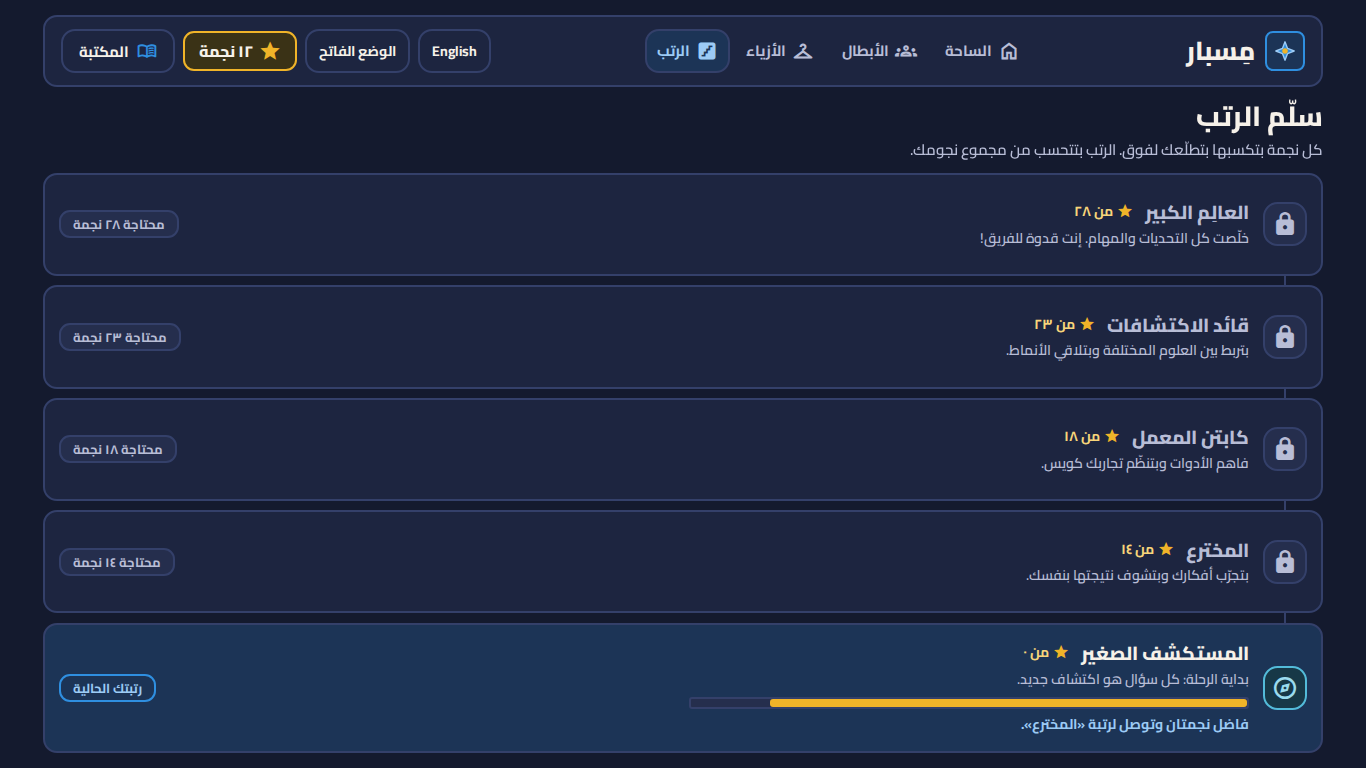 مِسبار
الساحة
الأبطال
الأزياء
الرتب
English
الوضع الفاتح
١٢ نجمة
المكتبة
سلّم الرتب
كل نجمة بتكسبها بتطلّعك لفوق. الرتب بتتحسب من مجموع نجومك.
العالِم الكبير من ٢٨
خلّصت كل التحديات والمهام. إنت قدوة للفريق!
محتاجة ٢٨ نجمة
قائد الاكتشافات من ٢٣
بتربط بين العلوم المختلفة وبتلاقي الأنماط.
محتاجة ٢٣ نجمة
كابتن المعمل من ١٨
فاهم الأدوات وبتنظّم تجاربك كويس.
محتاجة ١٨ نجمة
المخترع من ١٤
بتجرّب أفكارك وبتشوف نتيجتها بنفسك.
محتاجة ١٤ نجمة
المستكشف الصغير من ٠
بداية الرحلة: كل سؤال هو اكتشاف جديد.
فاضل نجمتان وتوصل لرتبة «المخترع».
رتبتك الحالية